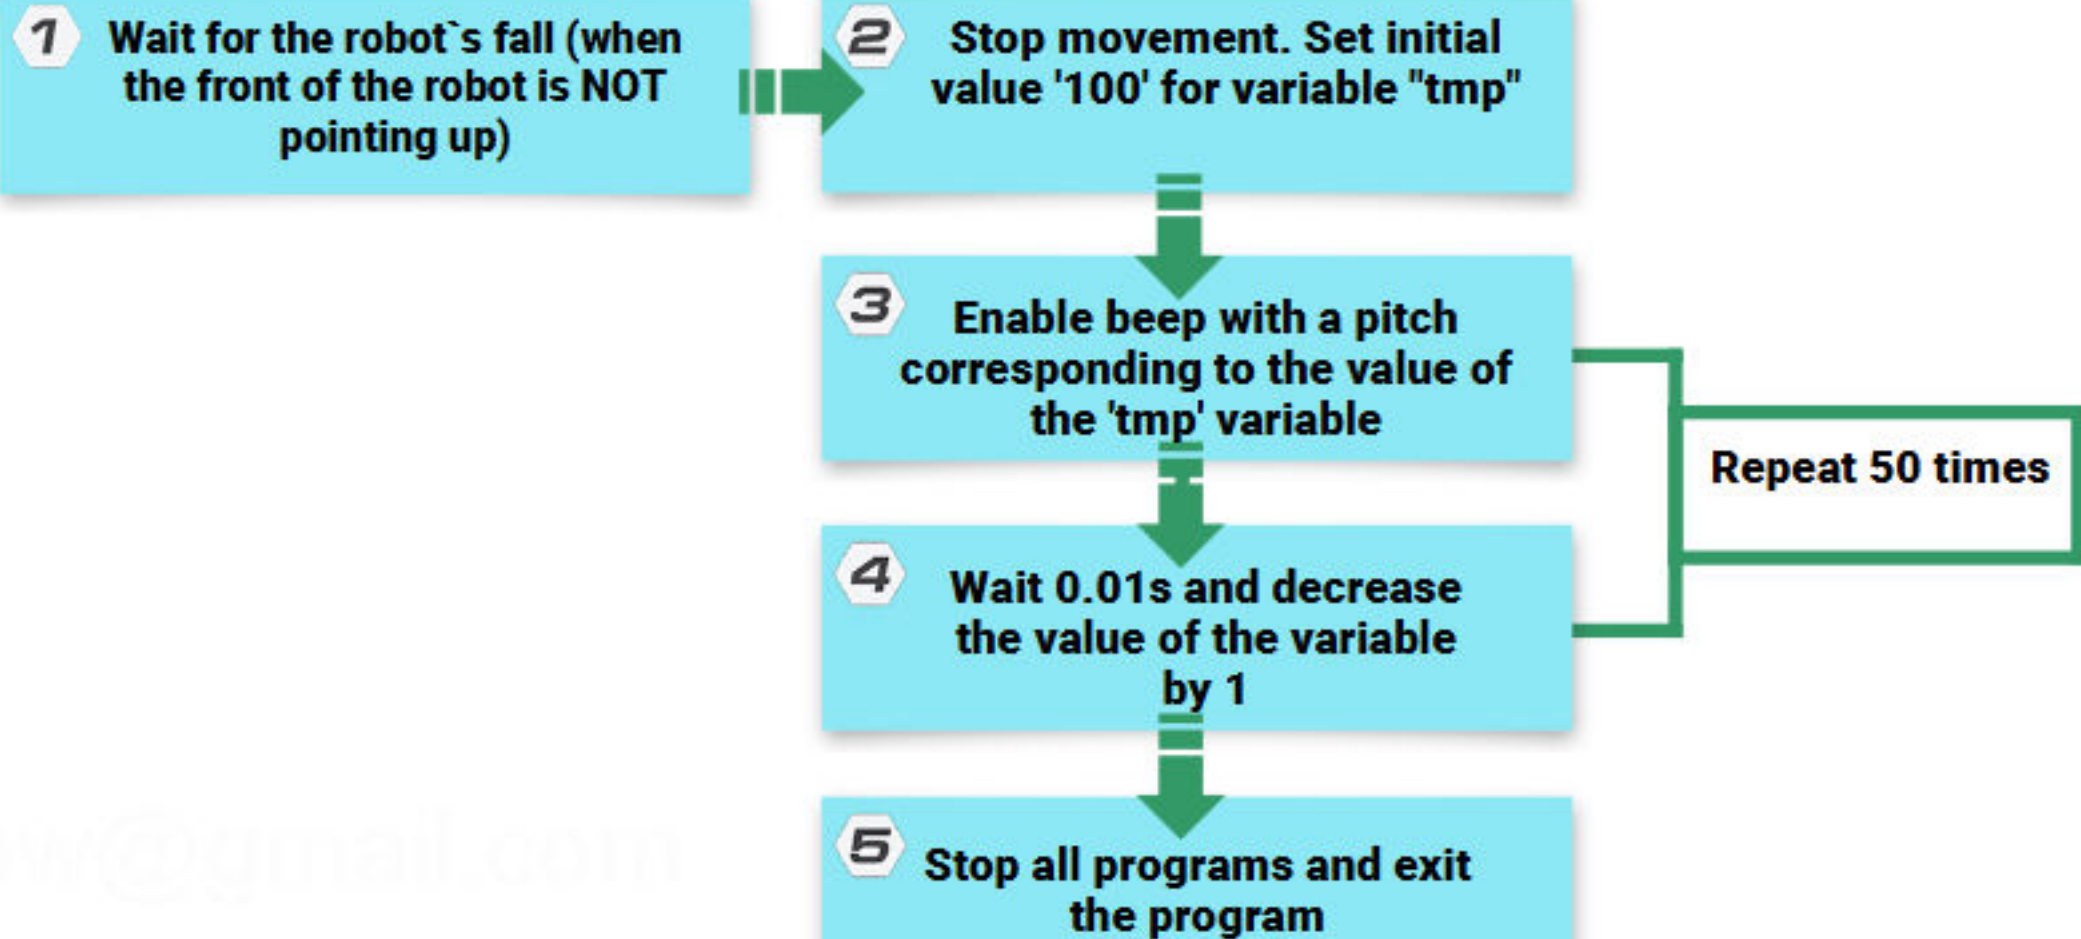 1
Wait for the robot`s fall (when
the front of the robot is NOT
pointing up)
2
Stop movement. Set initial
value '100' for variable "tmp"
3
Enable beep with a pitch
corresponding to the value of
the 'tmp' variable
Repeat 50 times
4
Wait 0.01s and decrease
the value of the variable
by 1
5
Stop all programs and exit
the program
w@gmail.com